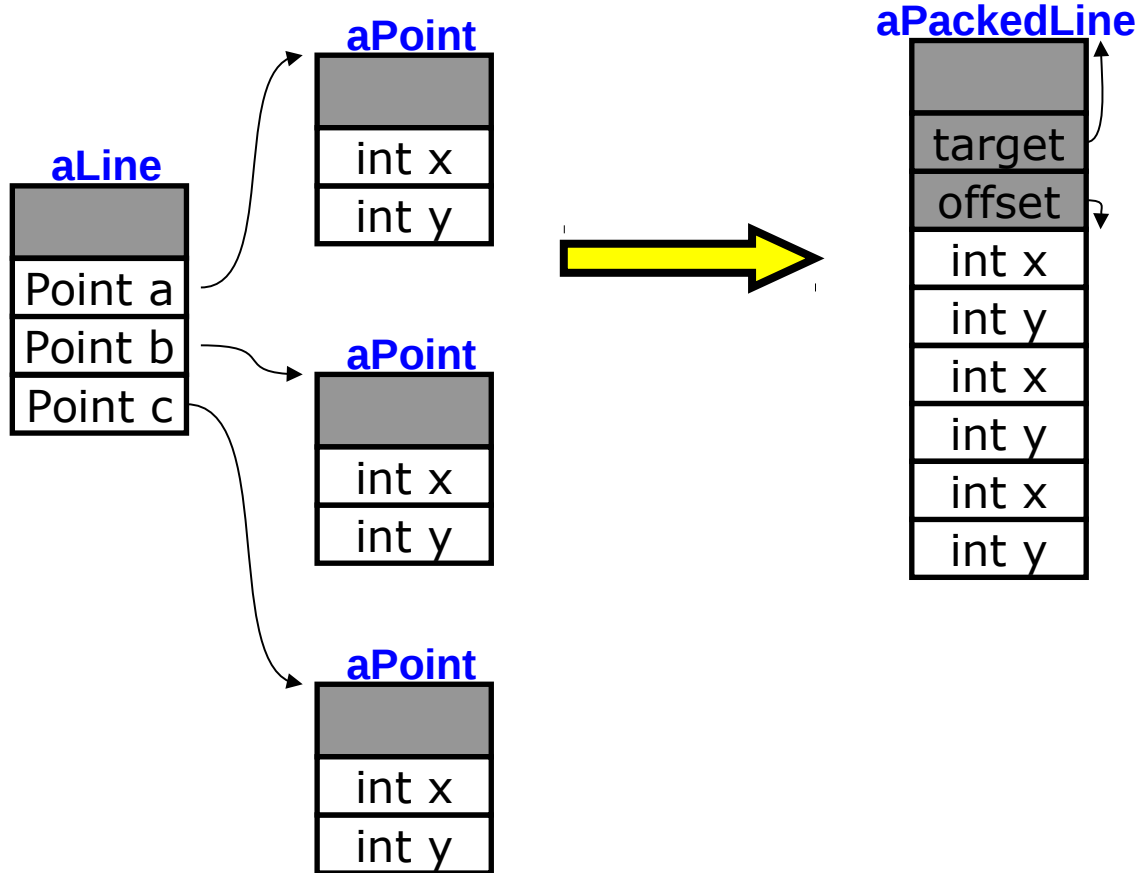 aLine
Point a
Point b
Point c
aPoint
int x
int y
aPoint
int x
int y
aPoint
int x
int y
aPackedLine
target
offset
int x
int y
int x
int y
int x
int y